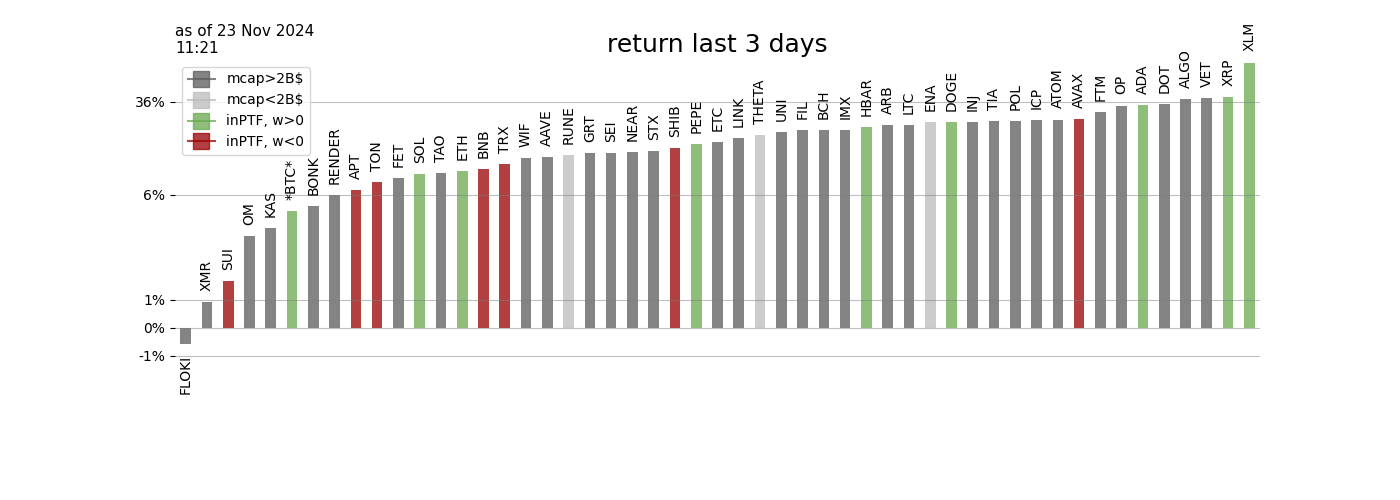 as of 23 Nov 2024
11:21
return last 3 days
mcap>2B$
mcap<2B$
inPTF, w>0
inPTF, w<0
36%
6%
1%
0%
-1%
FLOKI
XMR
SUI
OM
KAS
*BTC*
BONK
RENDER
APT
TON
FET
SOL
TAO
ETH
BNB
TRX
WIF
AAVE
RUNE
GRT
SEI
NEAR
STX
SHIB
PEPE
ETC
LINK
THETA
UNI
FIL
BCH
IMX
HBAR
ARB
LTC
ENA
DOGE
INJ
TIA
POL
ICP
ATOM
AVAX
FTM
OP
ADA
DOT
ALGO
VET
XRP
XLM